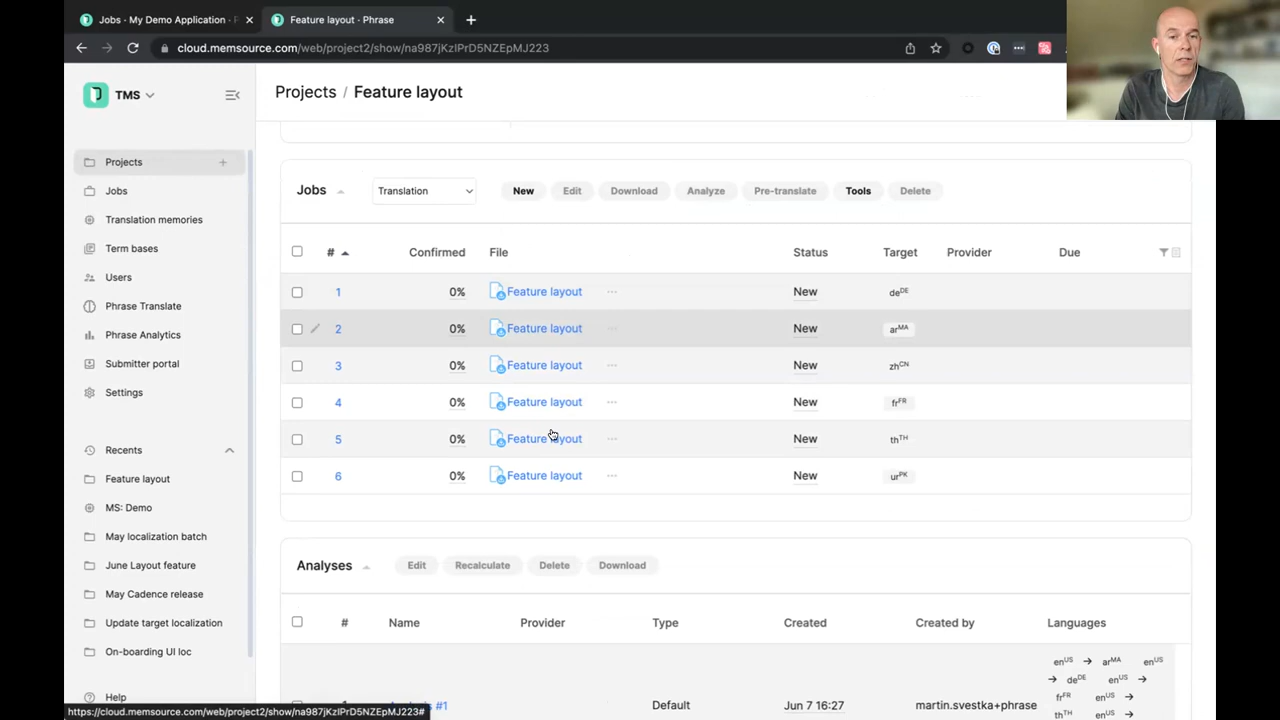 Jobs · My Demo Application ·
Feature layout · Phrase
cloud.memsource.com/web/project2/show/na987jKzIPrD5NZEpMJ223
TMS
Projects / Feature layout
Projects
Jobs
Translation memories
Term bases
Users
Phrase Translate
Phrase Analytics
Submitter portal
Settings
Recents
Feature layout
MS: Demo
May localization batch
June Layout feature
May Cadence release
Update target localization
On-boarding UI loc
Help
Jobs Translation New Edit Download Analyze Pre-translate Tools Delete
# Confirmed File Status Target Provider Due
1 0% Feature layout ... New deDE
2 0% Feature layout ... New arMA
3 0% Feature layout ... New zhCN
4 0% Feature layout ... New frFR
5 0% Feature layout ... New thTH
6 0% Feature layout ... New urPK
Analyses Edit Recalculate Delete Download
# Name Provider Type Created Created by Languages
#1 Default Jun 7 16:27 martin.svestka+phrase
enUS → arMA enUS
→ deDE enUS →
frFR enUS →
thTH enUS →
https://cloud.memsource.com/web/project2/show/na987jKzIPrD5NZEpMJ223#